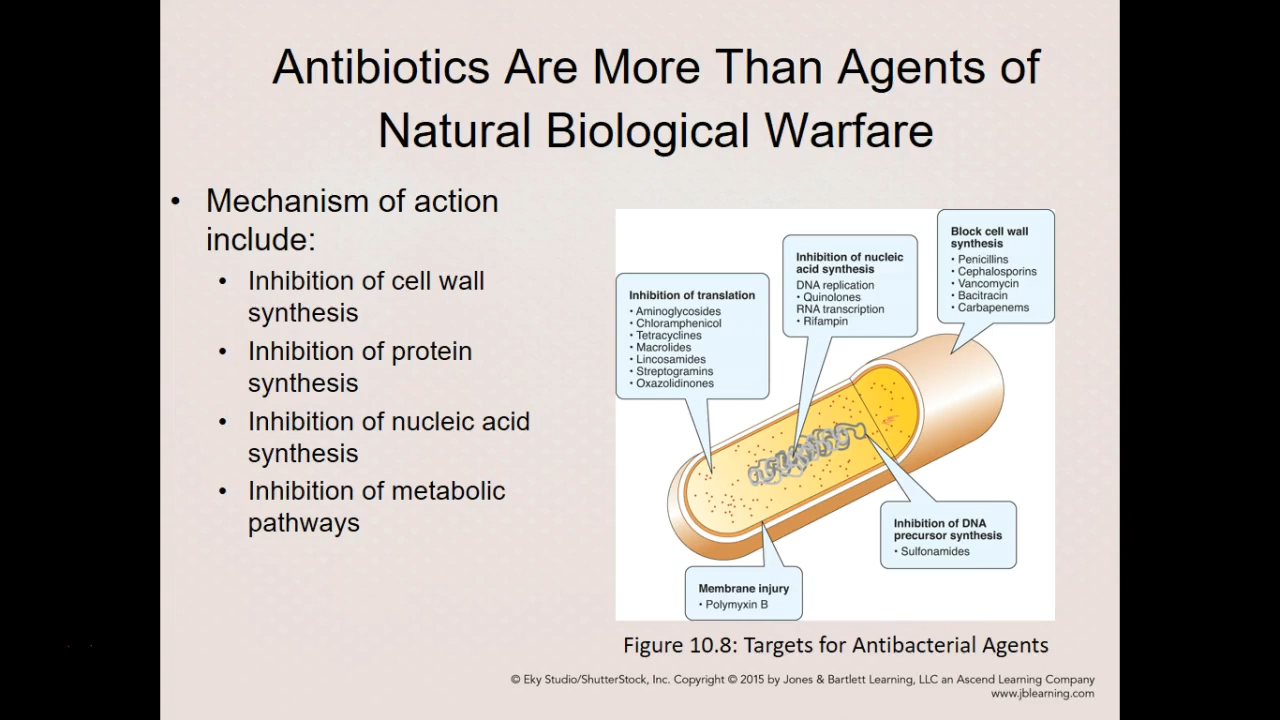 Antibiotics Are More Than Agents of
Natural Biological Warfare
• Mechanism of action
include:
• Inhibition of cell wall
synthesis
• Inhibition of protein
synthesis
• Inhibition of nucleic acid
synthesis
• Inhibition of metabolic
pathways
Inhibition of translation
• Aminoglycosides
• Chloramphenicol
• Tetracyclines
• Macrolides
• Lincosamides
• Streptogramins
• Oxazolidinones
Inhibition of nucleic
acid synthesis
DNA replication
• Quinolones
RNA transcription
• Rifampin
Block cell wall
synthesis
• Penicillins
• Cephalosporins
• Vancomycin
• Bacitracin
• Carbapenems
Inhibition of DNA
precursor synthesis
• Sulfonamides
Membrane injury
• Polymyxin B
Figure 10.8: Targets for Antibacterial Agents
© Eky Studio/ShutterStock, Inc. Copyright © 2015 by Jones & Bartlett Learning, LLC an Ascend Learning Company
www.jblearning.com